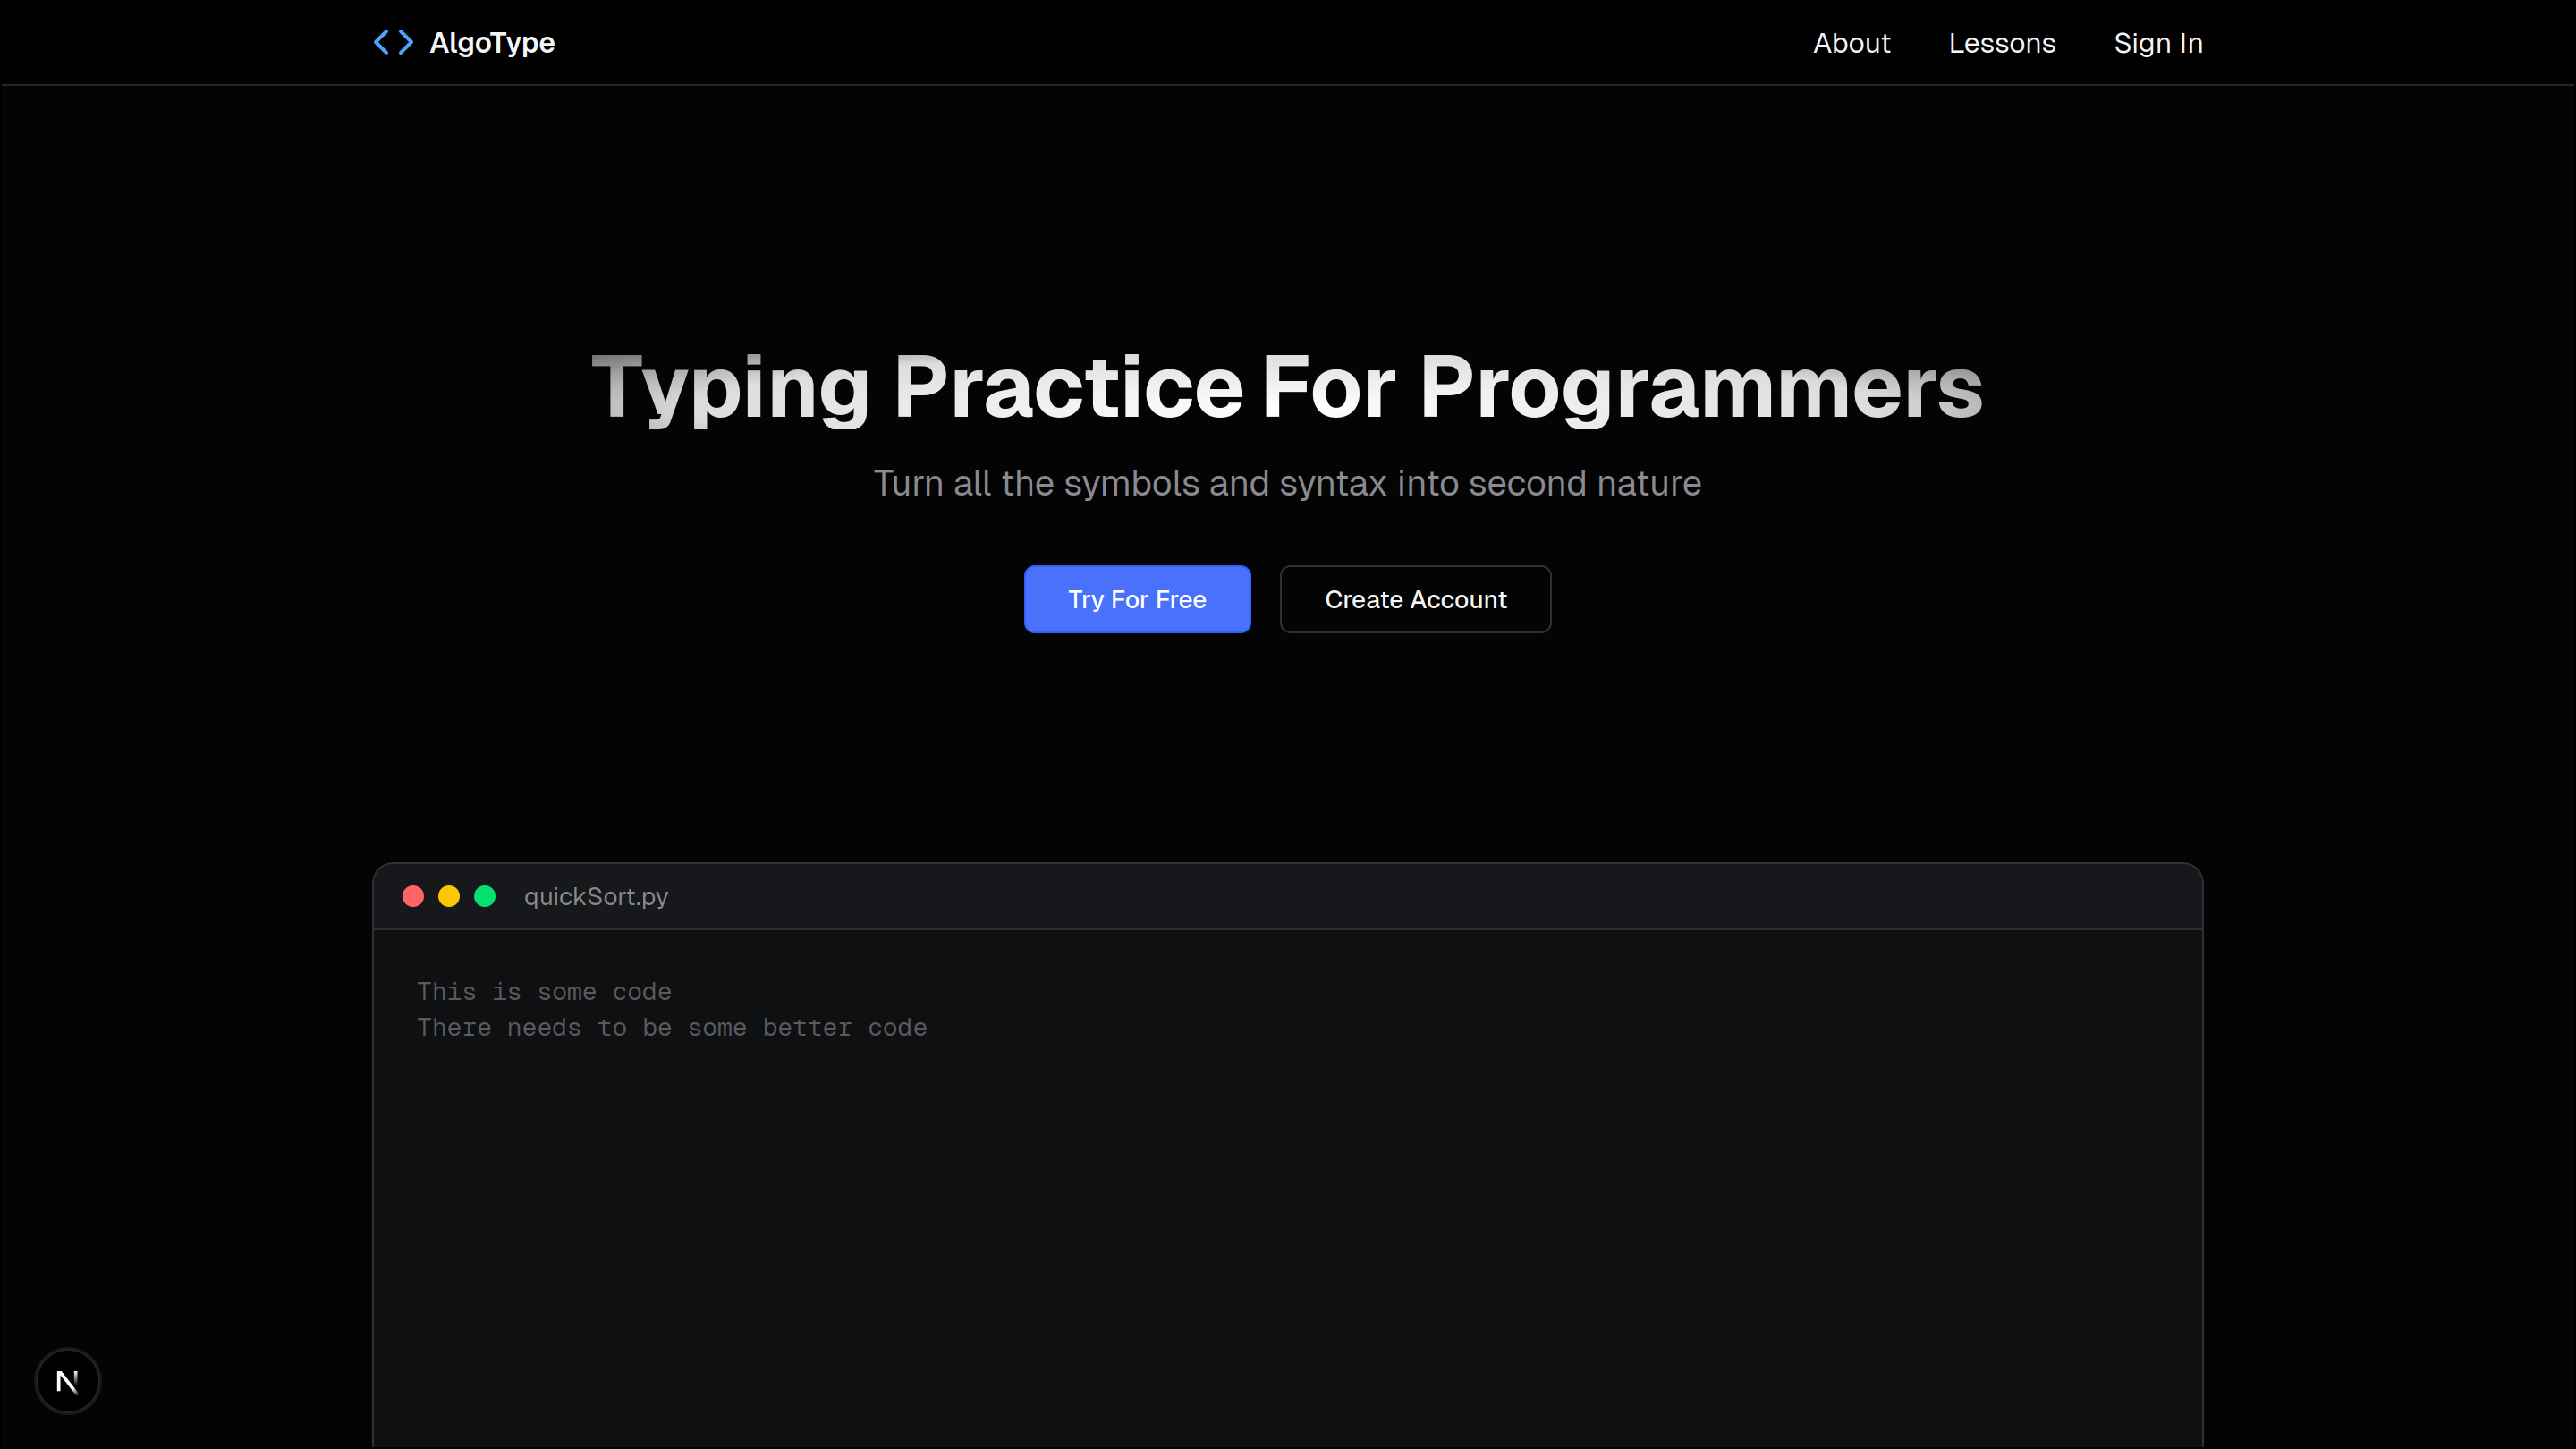 AlgoType
About Lessons Sign In
Typing Practice For Programmers
Turn all the symbols and syntax into second nature
Try For Free Create Account
quickSort.py
This is some code
There needs to be some better code
N